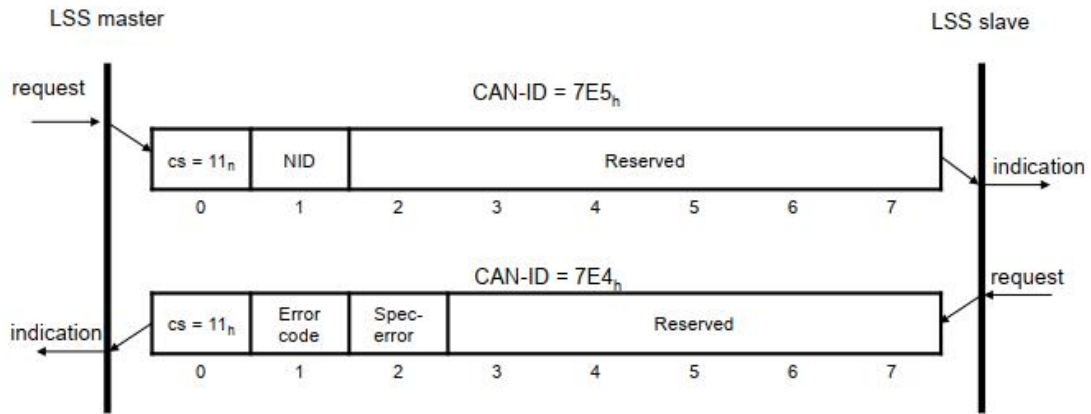 LSS master
LSS slave
request
CAN-ID = 7E5h
cs = 11h
NID
Reserved
indication
0 1 2 3 4 5 6 7
CAN-ID = 7E4h
request
indication
cs = 11h
Error
code
Spec-
error
Reserved
0 1 2 3 4 5 6 7